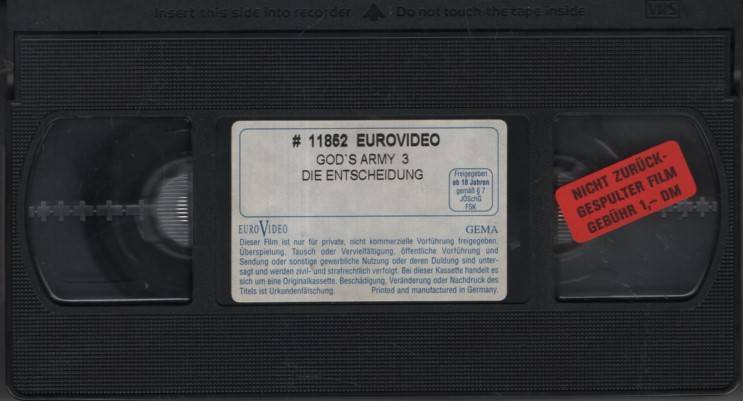 Insert this side into recorder Do not touch the tape inside
VHS
# 11852 EUROVIDEO
GOD'S ARMY 3
DIE ENTSCHEIDUNG
Freigegeben
ab 18 Jahren
gemäß § 7
JÖSchG
FSK
NICHT ZURÜCK-
GESPULTER FILM
GEBÜHR 1,- DM
EUROVIDEO GEMA
Dieser Film ist nur für private, nicht kommerzielle Vorführung freigegeben.
Überspielung, Tausch oder Vervielfältigung, öffentliche Vorführung und
Sendung oder sonstige gewerbliche Nutzung oder deren Duldung sind unter-
sagt und werden zivil- und strafrechtlich verfolgt. Bei dieser Kassette handelt es
sich um eine Originalkassette. Beschädigung, Veränderung oder Nachdruck des
Titels ist Urkundenfälschung. Printed and manufactured in Germany.